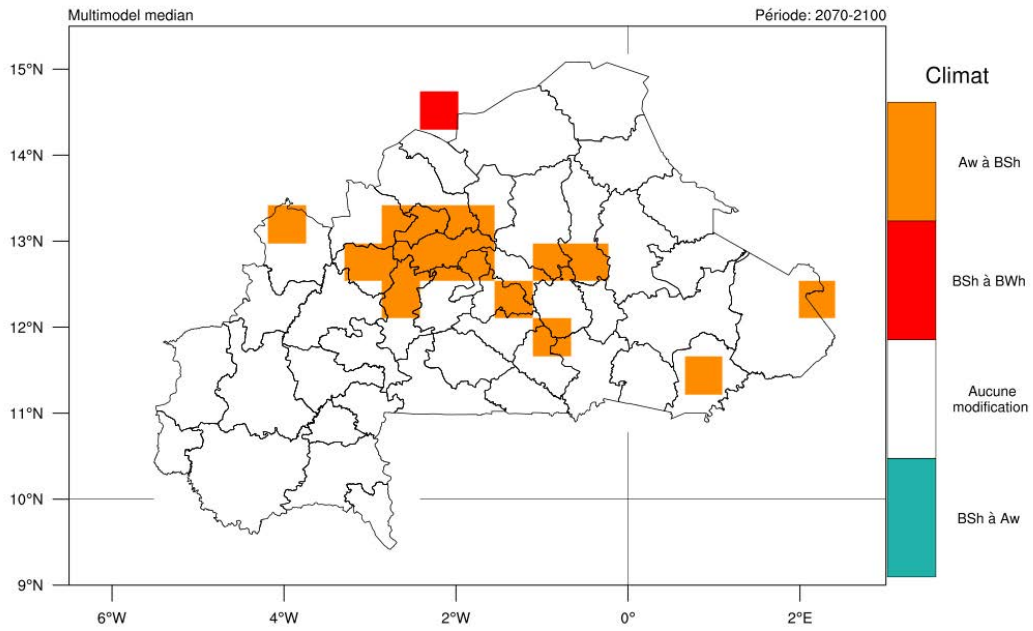 Multimodel median
Période: 2070-2100
15°N
14°N
13°N
12°N
11°N
10°N
9°N
6°W
4°W
2°W
0°
2°E
Climat
Aw à BSh
BSh à BWh
Aucune
modification
BSh à Aw